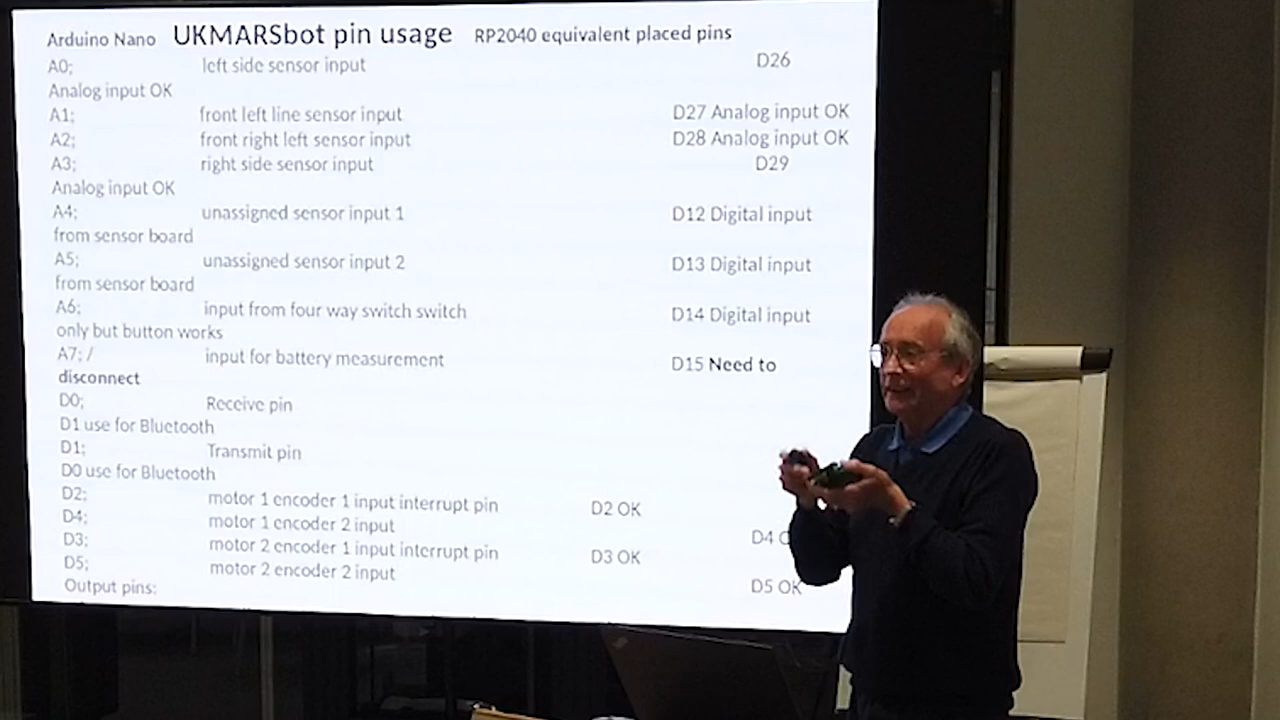 Arduino Nano UKMARSbot pin usage RP2040 equivalent placed pins
A0; left side sensor input D26
Analog input OK
A1; front left line sensor input D27 Analog input OK
A2; front right left sensor input D28 Analog input OK
A3; right side sensor input D29
Analog input OK
A4; unassigned sensor input 1 D12 Digital input
from sensor board
A5; unassigned sensor input 2 D13 Digital input
from sensor board
A6; input from four way switch switch D14 Digital input
only but button works
A7; / input for battery measurement D15 Need to
disconnect
D0; Receive pin
D1 use for Bluetooth
D1; Transmit pin
D0 use for Bluetooth
D2; motor 1 encoder 1 input interrupt pin D2 OK
D4; motor 1 encoder 2 input D4
D3; motor 2 encoder 1 input interrupt pin D3 OK
D5; motor 2 encoder 2 input D5 OK
Output pins: